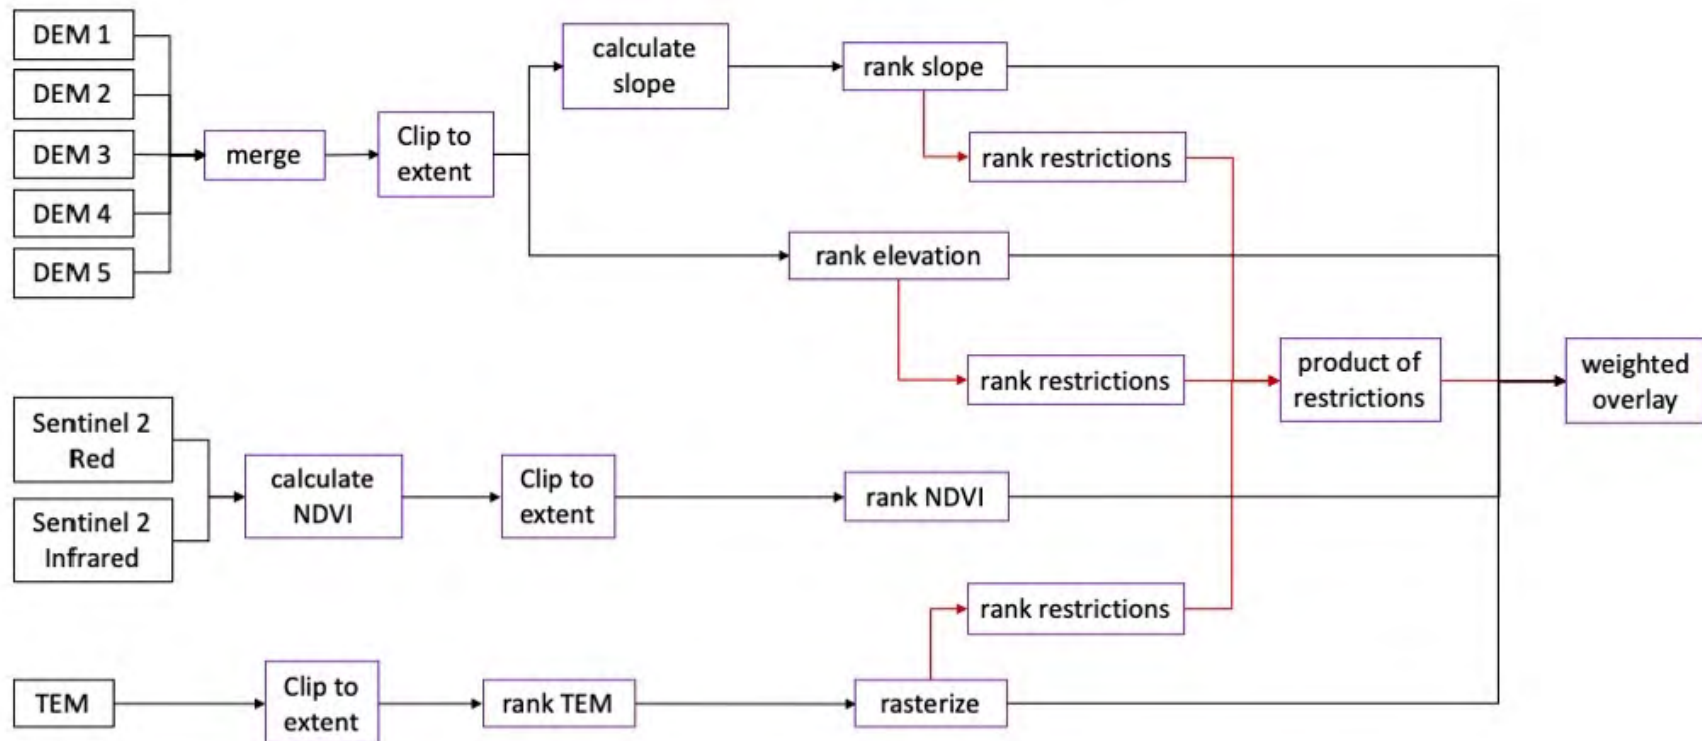 DEM 1
DEM 2
DEM 3
DEM 4
DEM 5
merge
Clip to
extent
calculate
slope
rank slope
rank restrictions
rank elevation
rank restrictions
product of
restrictions
weighted
overlay
Sentinel 2
Red
Sentinel 2
Infrared
calculate
NDVI
Clip to
extent
rank NDVI
rank restrictions
TEM
Clip to
extent
rank TEM
rasterize